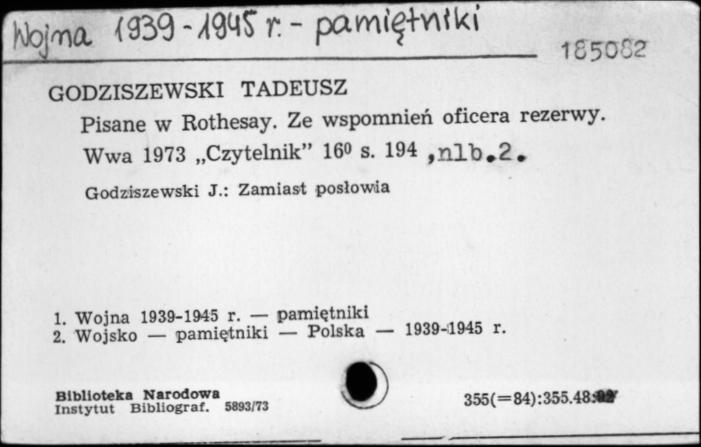 Wojna 1939-1945 r. - pamiętniki
185082
GODZISZEWSKI TADEUSZ
Pisane w Rothesay. Ze wspomnień oficera rezerwy.
Wwa 1973 „Czytelnik” 16⁰ s. 194 ,nlb.2.
Godziszewski J.: Zamiast posłowia
1. Wojna 1939-1945 r. — pamiętniki
2. Wojsko — pamiętniki — Polska — 1939-1945 r.
Biblioteka Narodowa
Instytut Bibliograf. 5893/73
355(=84):355.48: